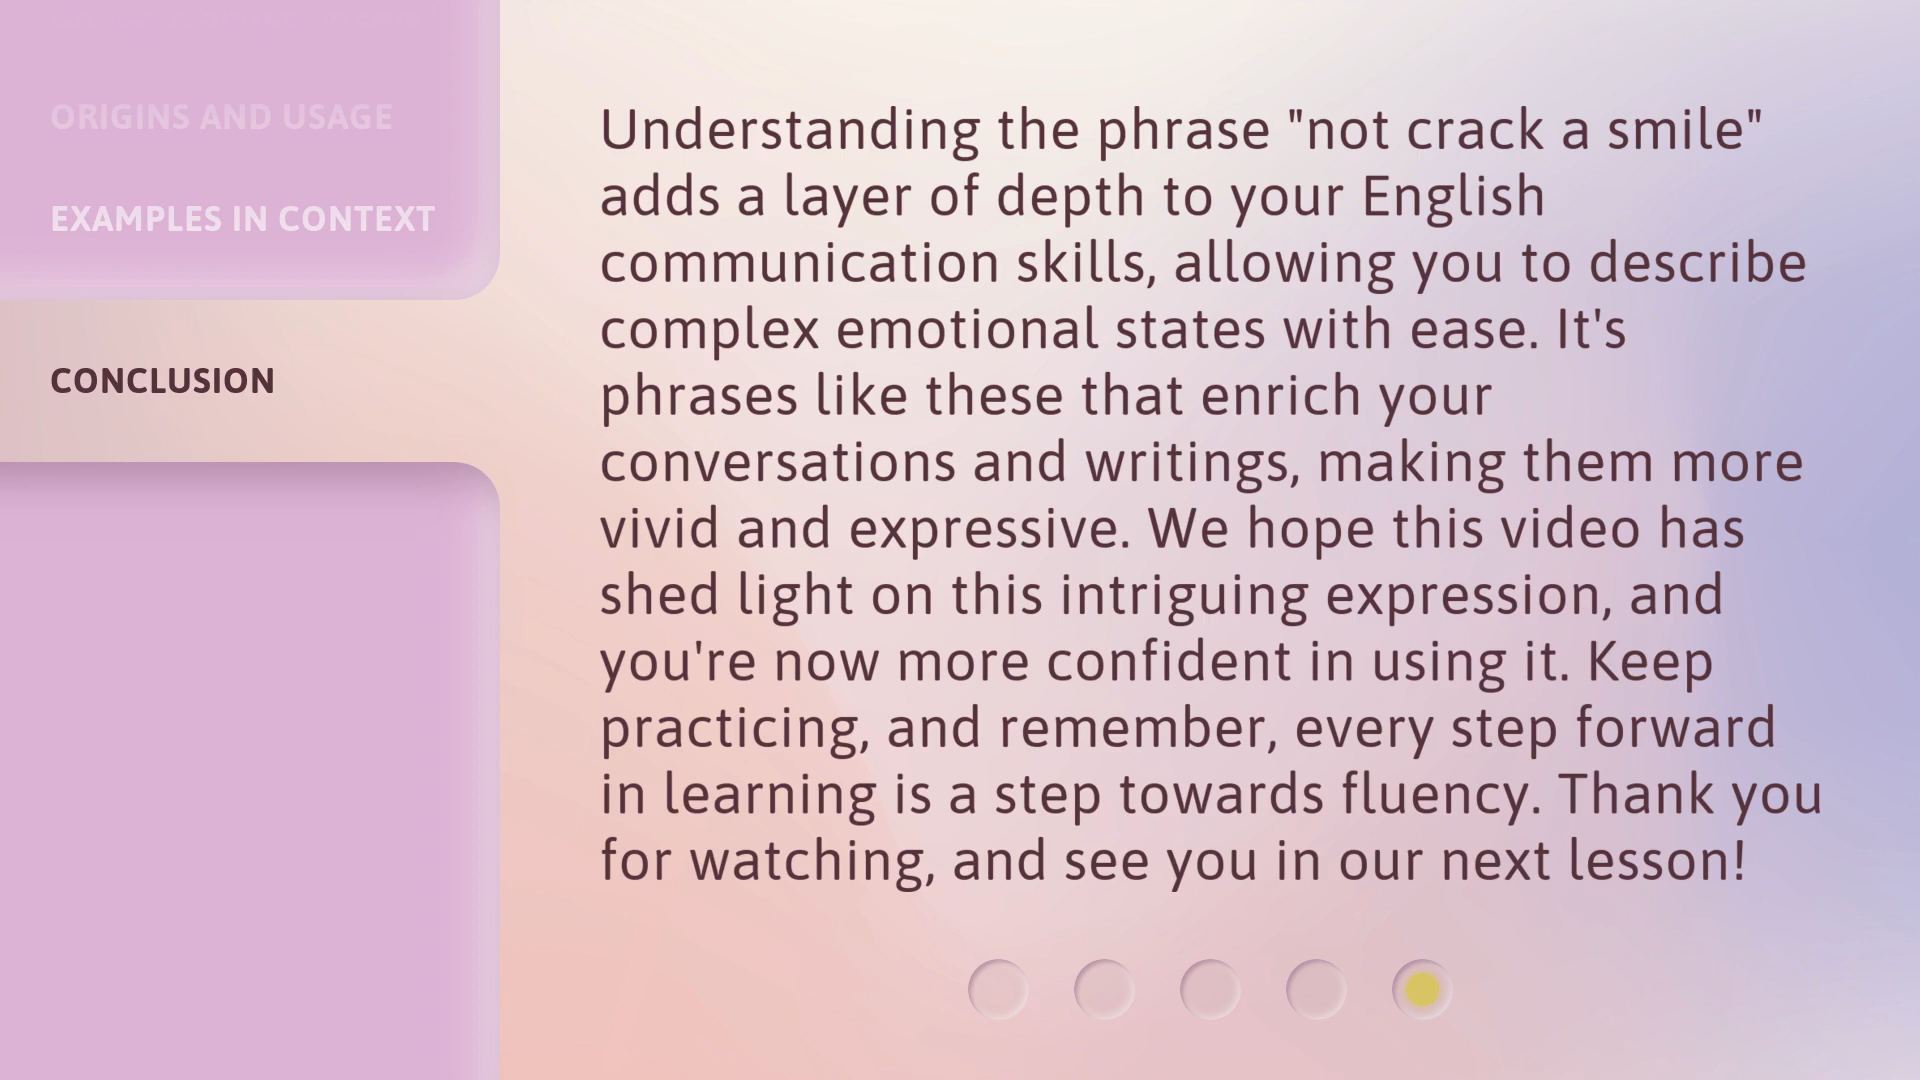 ORIGINS AND USAGE
EXAMPLES IN CONTEXT
CONCLUSION
Understanding the phrase "not crack a smile"
adds a layer of depth to your English
communication skills, allowing you to describe
complex emotional states with ease. It's
phrases like these that enrich your
conversations and writings, making them more
vivid and expressive. We hope this video has
shed light on this intriguing expression, and
you're now more confident in using it. Keep
practicing, and remember, every step forward
in learning is a step towards fluency. Thank you
for watching, and see you in our next lesson!